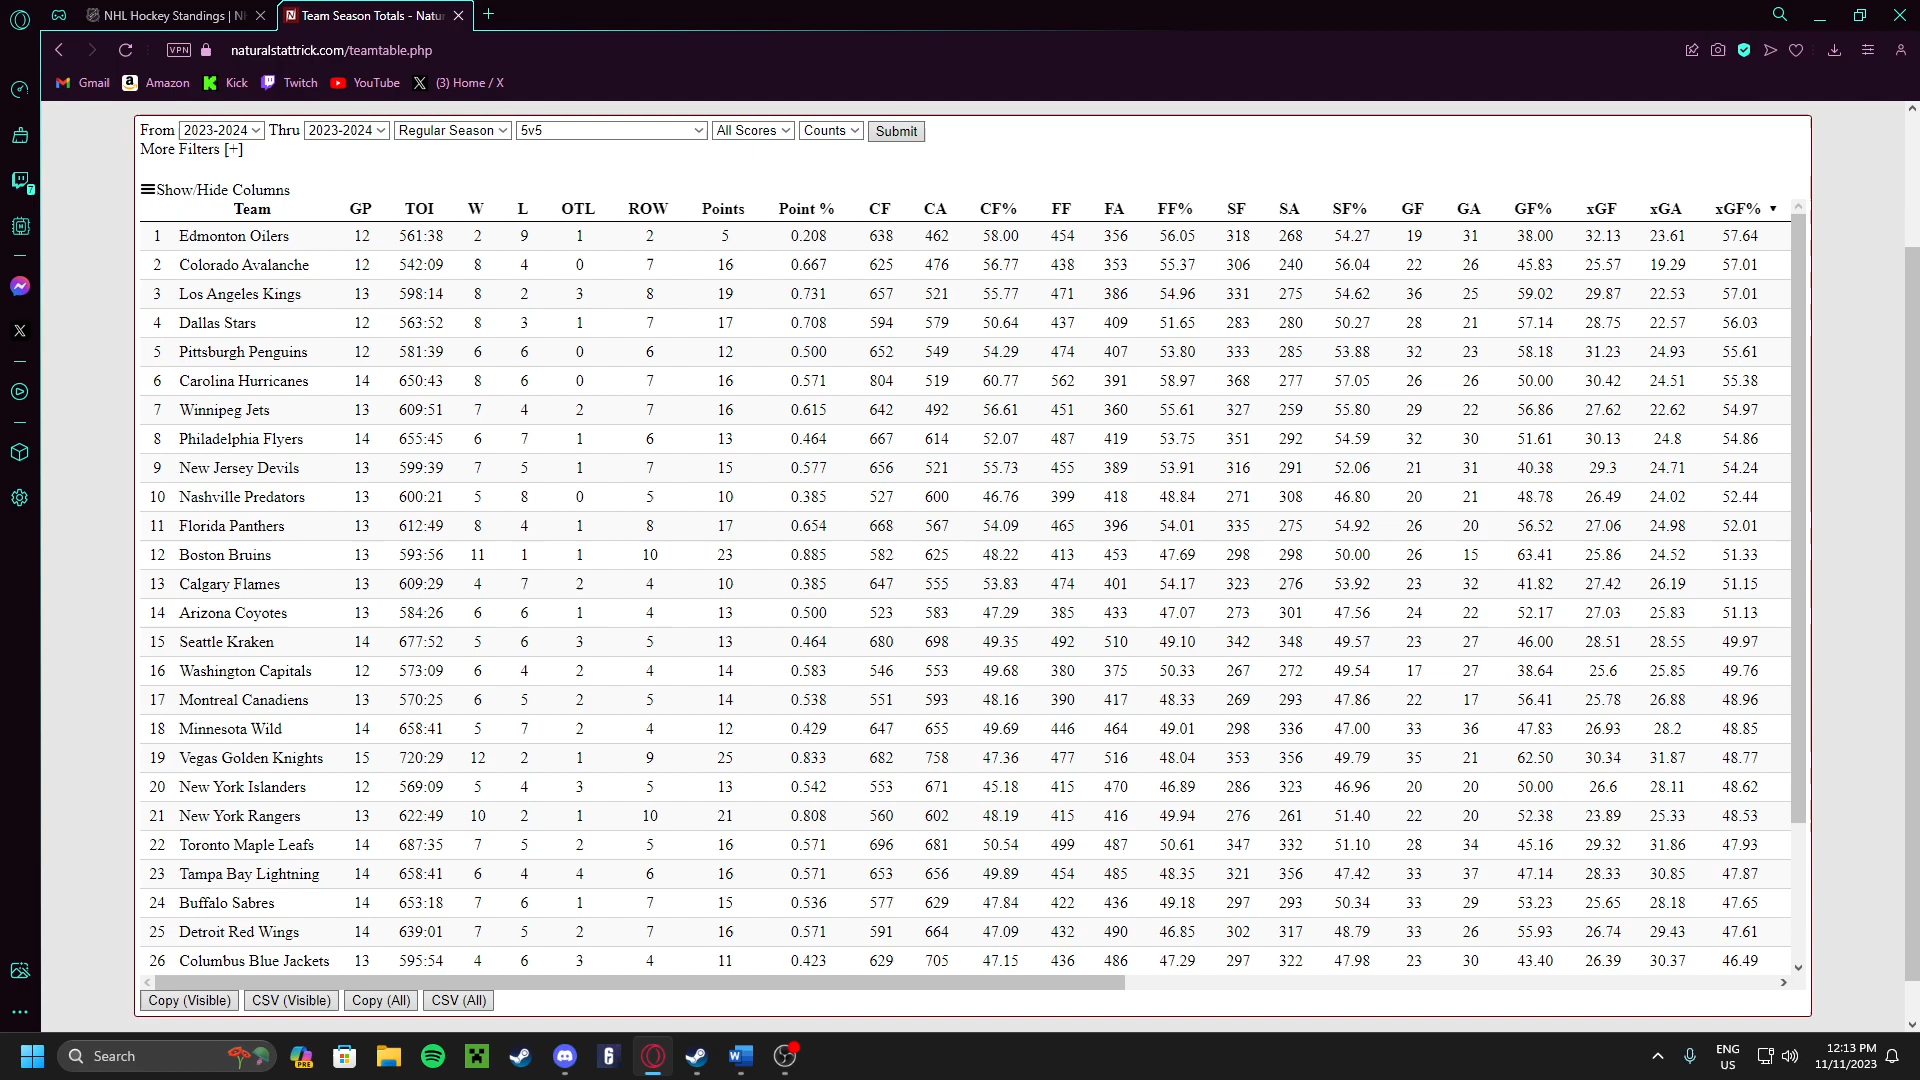 NHL Hockey Standings | NH
Team Season Totals - Natur
VPN
naturalstattrick.com/teamtable.php
Gmail Amazon Kick Twitch YouTube (3) Home / X
From 2023-2024 Thru 2023-2024 Regular Season 5v5 All Scores Counts Submit
More Filters [+]
Show/Hide Columns
Team GP TOI W L OTL ROW Points Point % CF CA CF% FF FA FF% SF SA SF% GF GA GF% xGF xGA xGF%
1 Edmonton Oilers 12 561:38 2 9 1 2 5 0.208 638 462 58.00 454 356 56.05 318 268 54.27 19 31 38.00 32.13 23.61 57.64
2 Colorado Avalanche 12 542:09 8 4 0 7 16 0.667 625 476 56.77 438 353 55.37 306 240 56.04 22 26 45.83 25.57 19.29 57.01
3 Los Angeles Kings 13 598:14 8 2 3 8 19 0.731 657 521 55.77 471 386 54.96 331 275 54.62 36 25 59.02 29.87 22.53 57.01
4 Dallas Stars 12 563:52 8 3 1 7 17 0.708 594 579 50.64 437 409 51.65 283 280 50.27 28 21 57.14 28.75 22.57 56.03
5 Pittsburgh Penguins 12 581:39 6 6 0 6 12 0.500 652 549 54.29 474 407 53.80 333 285 53.88 32 23 58.18 31.23 24.93 55.61
6 Carolina Hurricanes 14 650:43 8 6 0 7 16 0.571 804 519 60.77 562 391 58.97 368 277 57.05 26 26 50.00 30.42 24.51 55.38
7 Winnipeg Jets 13 609:51 7 4 2 7 16 0.615 642 492 56.61 451 360 55.61 327 259 55.80 29 22 56.86 27.62 22.62 54.97
8 Philadelphia Flyers 14 655:45 6 7 1 6 13 0.464 667 614 52.07 487 419 53.75 351 292 54.59 32 30 51.61 30.13 24.8 54.86
9 New Jersey Devils 13 599:39 7 5 1 7 15 0.577 656 521 55.73 455 389 53.91 316 291 52.06 21 31 40.38 29.3 24.71 54.24
10 Nashville Predators 13 600:21 5 8 0 5 10 0.385 527 600 46.76 399 418 48.84 271 308 46.80 20 21 48.78 26.49 24.02 52.44
11 Florida Panthers 13 612:49 8 4 1 8 17 0.654 668 567 54.09 465 396 54.01 335 275 54.92 26 20 56.52 27.06 24.98 52.01
12 Boston Bruins 13 593:56 11 1 1 10 23 0.885 582 625 48.22 413 453 47.69 298 298 50.00 26 15 63.41 25.86 24.52 51.33
13 Calgary Flames 13 609:29 4 7 2 4 10 0.385 647 555 53.83 474 401 54.17 323 276 53.92 23 32 41.82 27.42 26.19 51.15
14 Arizona Coyotes 13 584:26 6 6 1 4 13 0.500 523 583 47.29 385 433 47.07 273 301 47.56 24 22 52.17 27.03 25.83 51.13
15 Seattle Kraken 14 677:52 5 6 3 5 13 0.464 680 698 49.35 492 510 49.10 342 348 49.57 23 27 46.00 28.51 28.55 49.97
16 Washington Capitals 12 573:09 6 4 2 4 14 0.583 546 553 49.68 380 375 50.33 267 272 49.54 17 27 38.64 25.6 25.85 49.76
17 Montreal Canadiens 13 570:25 6 5 2 5 14 0.538 551 593 48.16 390 417 48.33 269 293 47.86 22 17 56.41 25.78 26.88 48.96
18 Minnesota Wild 14 658:41 5 7 2 4 12 0.429 647 655 49.69 446 464 49.01 298 336 47.00 33 36 47.83 26.93 28.2 48.85
19 Vegas Golden Knights 15 720:29 12 2 1 9 25 0.833 682 758 47.36 477 516 48.04 353 356 49.79 35 21 62.50 30.34 31.87 48.77
20 New York Islanders 12 569:09 5 4 3 5 13 0.542 553 671 45.18 415 470 46.89 286 323 46.96 20 20 50.00 26.6 28.11 48.62
21 New York Rangers 13 622:49 10 2 1 10 21 0.808 560 602 48.19 415 416 49.94 276 261 51.40 22 20 52.38 23.89 25.33 48.53
22 Toronto Maple Leafs 14 687:35 7 5 2 5 16 0.571 696 681 50.54 499 487 50.61 347 332 51.10 28 34 45.16 29.32 31.86 47.93
23 Tampa Bay Lightning 14 658:41 6 4 4 6 16 0.571 653 656 49.89 454 485 48.35 321 356 47.42 33 37 47.14 28.33 30.85 47.87
24 Buffalo Sabres 14 653:18 7 6 1 7 15 0.536 577 629 47.84 422 436 49.18 297 293 50.34 33 29 53.23 25.65 28.18 47.65
25 Detroit Red Wings 14 639:01 7 5 2 7 16 0.571 591 664 47.09 432 490 46.85 302 317 48.79 33 26 55.93 26.74 29.43 47.61
26 Columbus Blue Jackets 13 595:54 4 6 3 4 11 0.423 629 705 47.15 436 486 47.29 297 322 47.98 23 30 43.40 26.39 30.37 46.49
Copy (Visible) CSV (Visible) Copy (All) CSV (All)
Search
ENG
US
12:13 PM
11/11/2023